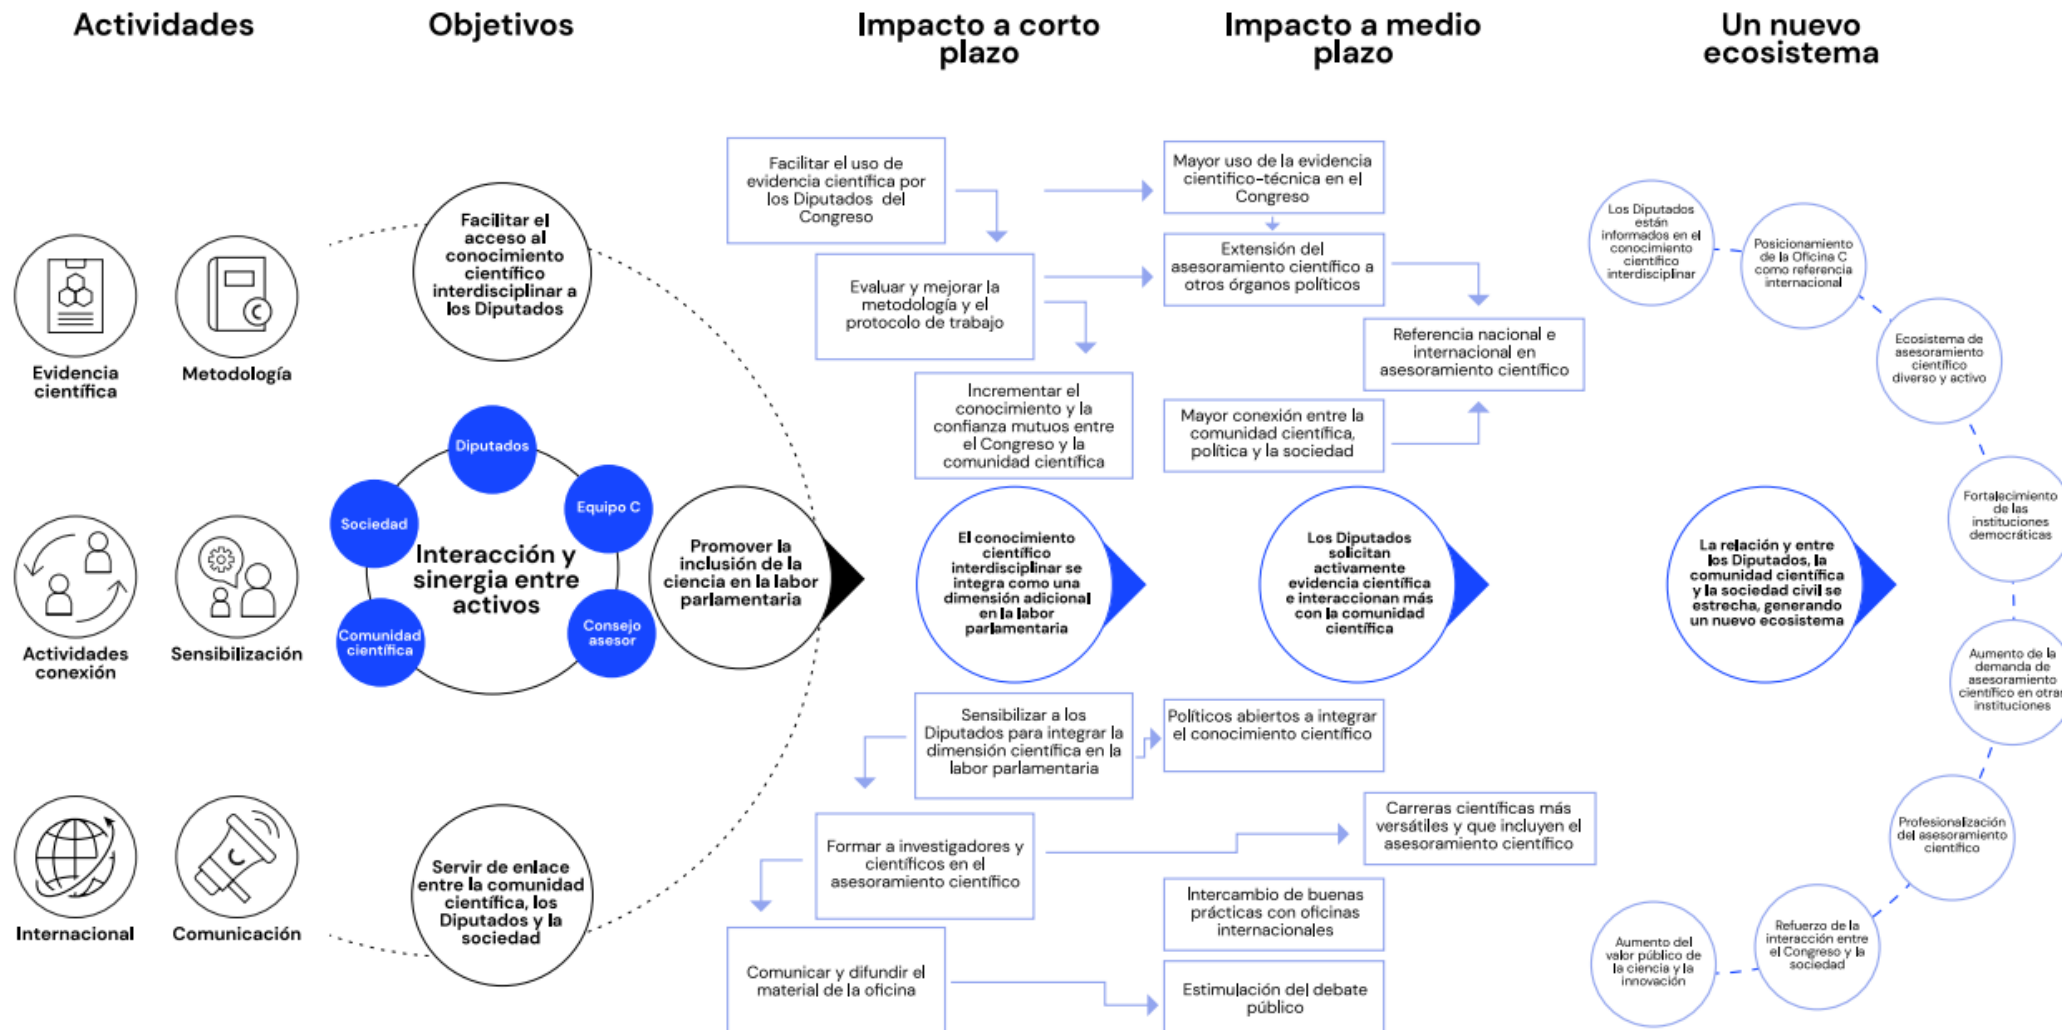 Actividades
Objetivos
Impacto a corto
plazo
Impacto a medio
plazo
Un nuevo
ecosistema
Evidencia
científica
Metodología
Actividades
conexión
Sensibilización
Internacional
Comunicación
Facilitar el
acceso al
conocimiento
científico
interdisciplinar a
los Diputados
Diputados
Sociedad
Equipo C
Interacción y
sinergia entre
activos
Comunidad
científica
Consejo
asesor
Promover la
inclusión de la
ciencia en la labor
parlamentaria
Servir de enlace
entre la comunidad
científica, los
Diputados y la
sociedad
Facilitar el uso de
evidencia científica por
los Diputados del
Congreso
Evaluar y mejorar la
metodología y el
protocolo de trabajo
Incrementar el
conocimiento y la
confianza mutuos entre
el Congreso y la
comunidad científica
El conocimiento
científico
interdisciplinar se
integra como una
dimensión adicional
en la labor
parlamentaria
Sensibilizar a los
Diputados para integrar la
dimensión científica en la
labor parlamentaria
Formar a investigadores y
científicos en el
asesoramiento científico
Comunicar y difundir el
material de la oficina
Mayor uso de la evidencia
científico-técnica en el
Congreso
Extensión del
asesoramiento científico a
otros órganos políticos
Referencia nacional e
internacional en
asesoramiento científico
Mayor conexión entre la
comunidad científica,
política y la sociedad
Los Diputados
solicitan
activamente
evidencia científica
e interaccionan más
con la comunidad
científica
Políticos abiertos a integrar
el conocimiento científico
Carreras científicas más
versátiles y que incluyen el
asesoramiento científico
Intercambio de buenas
prácticas con oficinas
internacionales
Estimulación del debate
público
Los Diputados
están
informados en el
conocimiento
científico
interdisciplinar
Posicionamiento
de la Oficina C
como referencia
internacional
Ecosistema de
asesoramiento
científico
diverso y activo
Fortalecimiento
de las
instituciones
democráticas
La relación y entre
los Diputados, la
comunidad científica
y la sociedad civil se
estrecha, generando
un nuevo ecosistema
Aumento de la
demanda de
asesoramiento
científico en otras
instituciones
Profesionalización
del asesoramiento
científico
Refuerzo de la
interacción entre
el Congreso y la
sociedad
Aumento del
valor público de
la ciencia y la
innovación